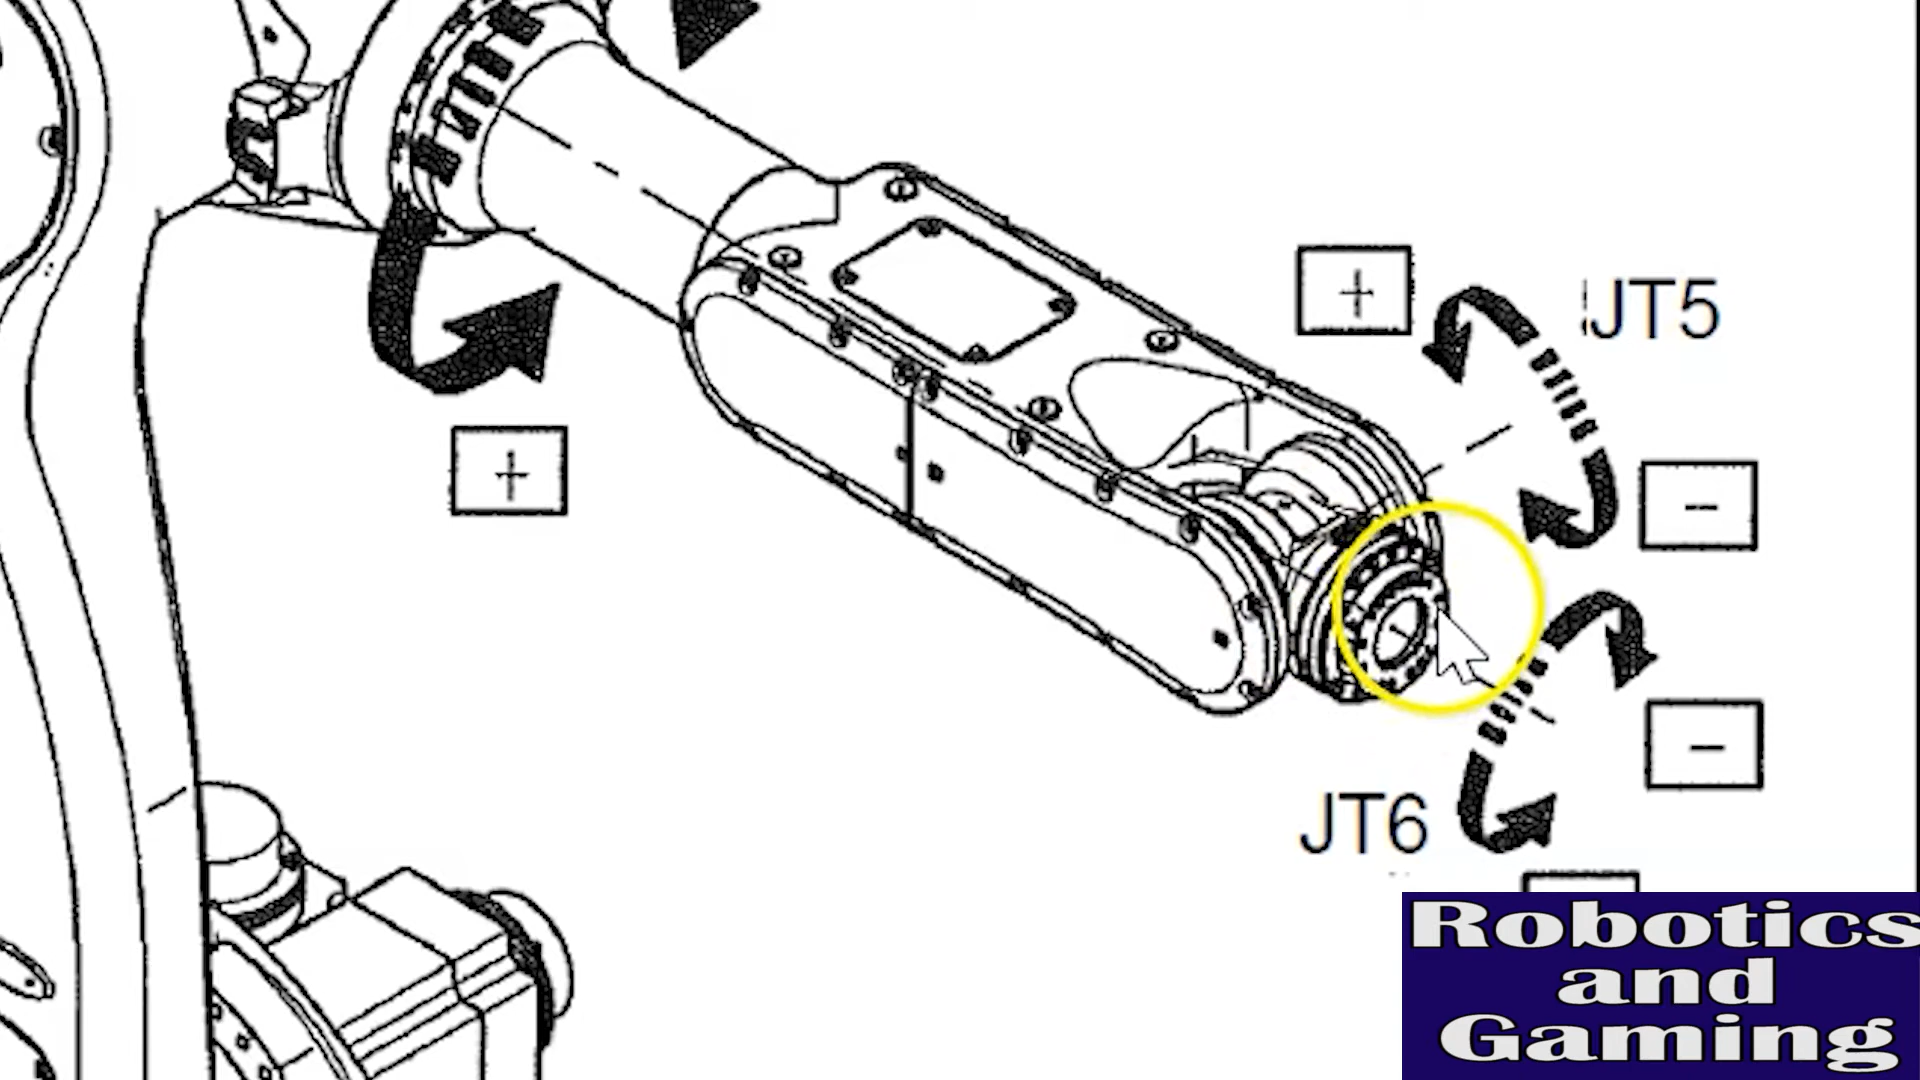 +
JT5
+
−
−
JT6
Robotics
and
Gaming